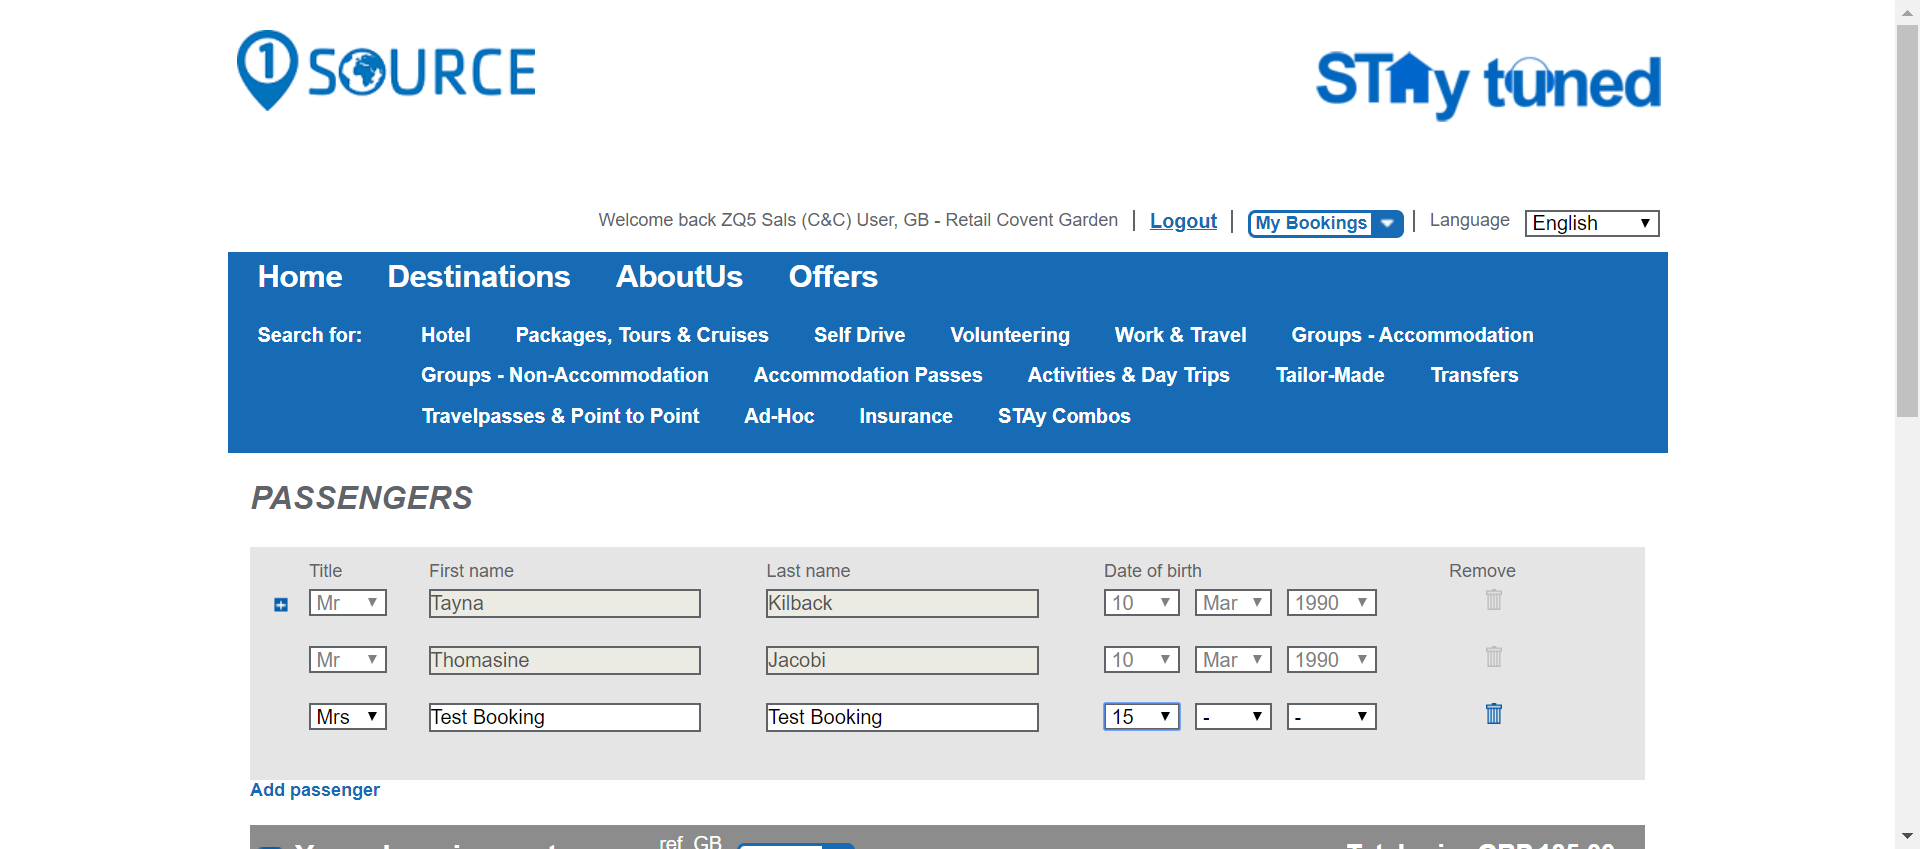 1 SOURCE
STAy tuned
Welcome back ZQ5 Sals (C&C) User, GB - Retail Covent Garden | Logout | My Bookings | Language English
Home Destinations AboutUs Offers
Search for: Hotel Packages, Tours & Cruises Self Drive Volunteering Work & Travel Groups - Accommodation
Groups - Non-Accommodation Accommodation Passes Activities & Day Trips Tailor-Made Transfers
Travelpasses & Point to Point Ad-Hoc Insurance STAy Combos
PASSENGERS
Title First name Last name Date of birth Remove
Mr Tayna Kilback 10 Mar 1990
Mr Thomasine Jacobi 10 Mar 1990
Mrs Test Booking Test Booking 15 - -
Add passenger
ref GB